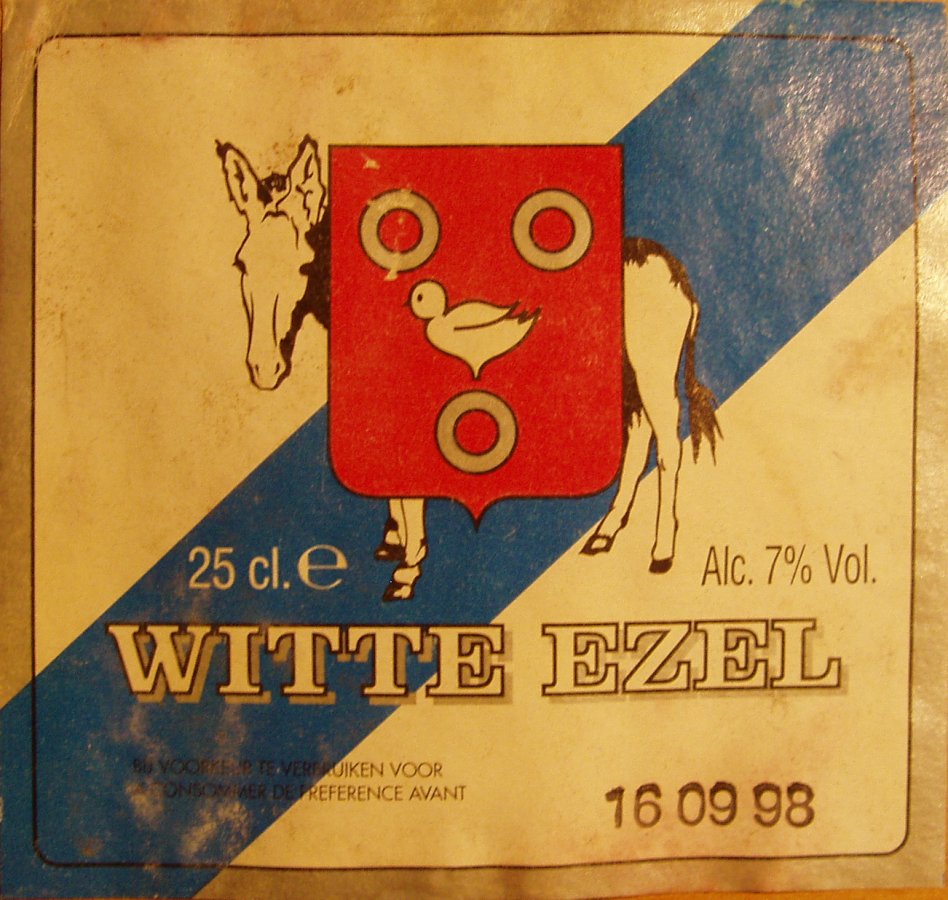 25 cl. e
Alc. 7% Vol.
WITTE EZEL
BIJ VOORKEUR TE VERBRUIKEN VOOR
A CONSOMMER DE PREFERENCE AVANT
16 09 98